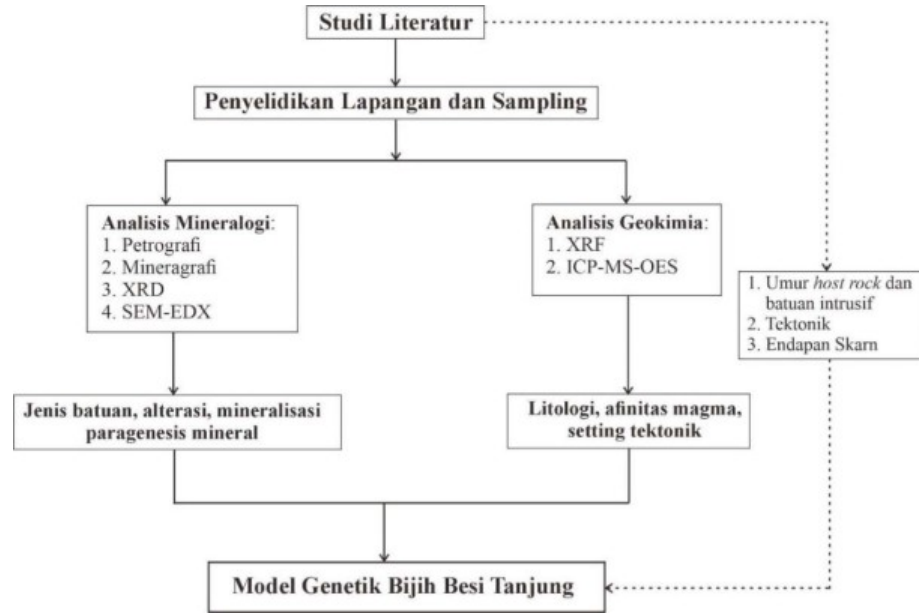 Studi Literatur
Penyelidikan Lapangan dan Sampling
Analisis Mineralogi:
1. Petrografi
2. Mineragrafi
3. XRD
4. SEM-EDX
Analisis Geokimia:
1. XRF
2. ICP-MS-OES
1. Umur host rock dan
batuan intrusif
2. Tektonik
3. Endapan Skarn
Jenis batuan, alterasi, mineralisasi
paragenesis mineral
Litologi, afinitas magma,
setting tektonik
Model Genetik Bijih Besi Tanjung